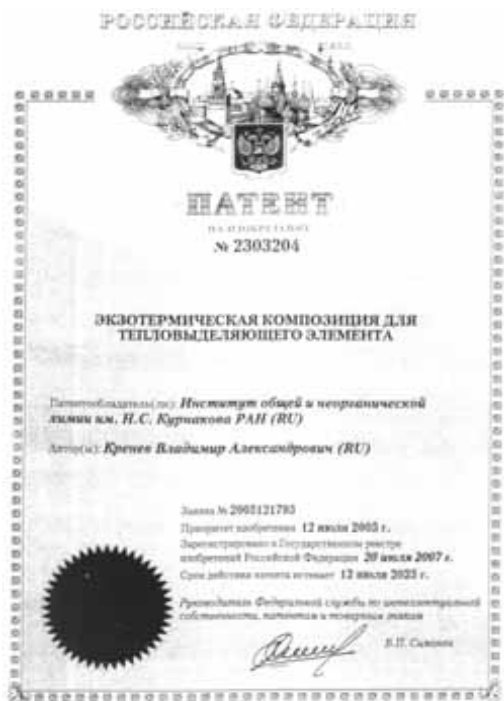 РОССИЙСКАЯ ФЕДЕРАЦИЯ
ПАТЕНТ
НА ИЗОБРЕТЕНИЕ
№ 2303204
ЭКЗОТЕРМИЧЕСКАЯ КОМПОЗИЦИЯ ДЛЯ
ТЕПЛОВЫДЕЛЯЮЩЕГО ЭЛЕМЕНТА
Патентообладатель(ли): Институт общей и неорганической
химии им. Н.С. Курнакова РАН (RU)
Автор(ы): Кренев Владимир Александрович (RU)
Заявка № 2005121793
Приоритет изобретения 12 июля 2005 г.
Зарегистрировано в Государственном реестре
изобретений Российской Федерации 20 июля 2007 г.
Срок действия патента истекает 12 июля 2025 г.
Руководитель Федеральной службы по интеллектуальной
собственности, патентам и товарным знакам
Б.П. Симонов